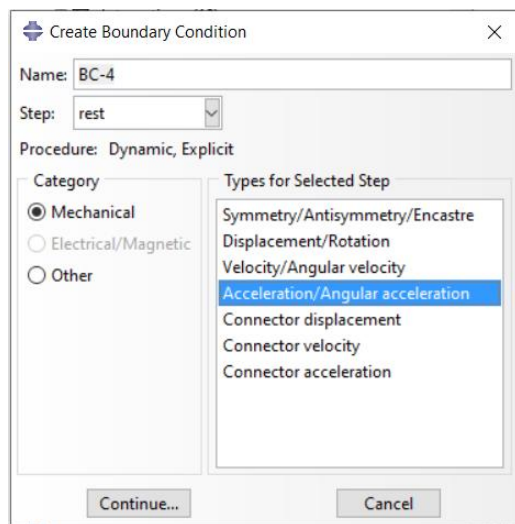 Create Boundary Condition
Name: BC-4
Step: rest
Procedure: Dynamic, Explicit
Category
Mechanical
Electrical/Magnetic
Other
Types for Selected Step
Symmetry/Antisymmetry/Encastre
Displacement/Rotation
Velocity/Angular velocity
Acceleration/Angular acceleration
Connector displacement
Connector velocity
Connector acceleration
Continue... Cancel